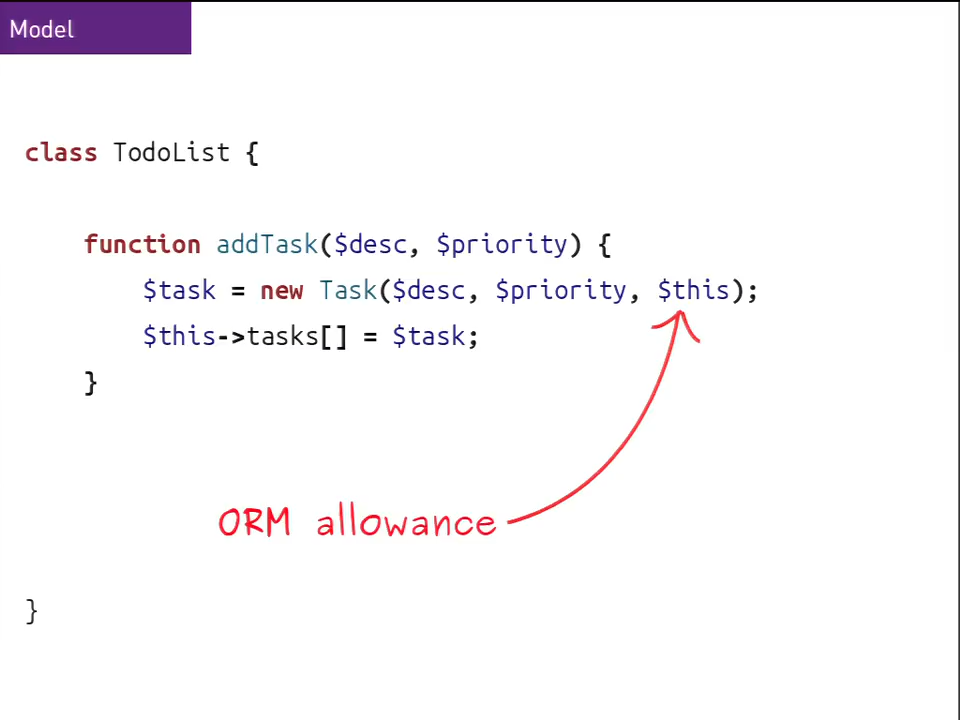 Model
class TodoList {
function addTask($desc, $priority) {
$task = new Task($desc, $priority, $this);
$this->tasks[] = $task;
}
ORM allowance
}